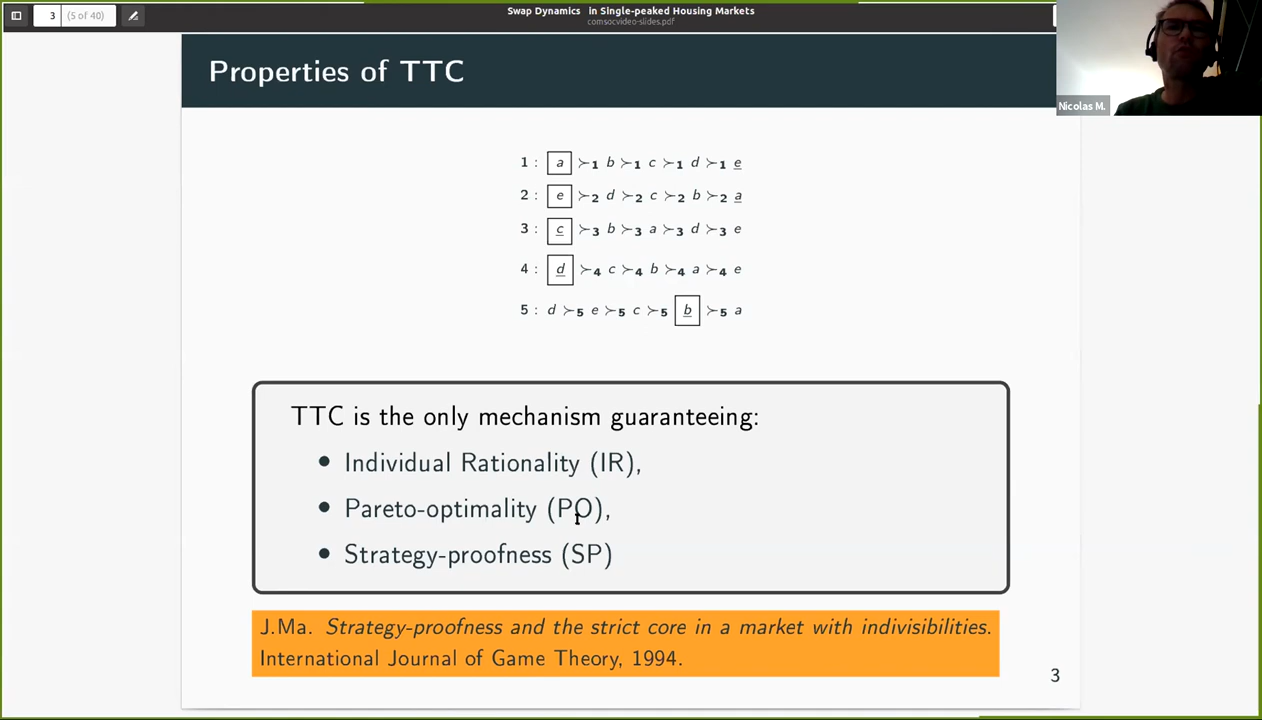 3 (5 of 40)
Swap Dynamics in Single-peaked Housing Markets
comsocvideo-slides.pdf
Nicolas M.
Properties of TTC
1 : a ≻1 b ≻1 c ≻1 d ≻1 e
2 : e ≻2 d ≻2 c ≻2 b ≻2 a
3 : c ≻3 b ≻3 a ≻3 d ≻3 e
4 : d ≻4 c ≻4 b ≻4 a ≻4 e
5 : d ≻5 e ≻5 c ≻5 b ≻5 a
TTC is the only mechanism guaranteeing:
• Individual Rationality (IR),
• Pareto-optimality (PO),
• Strategy-proofness (SP)
J.Ma. Strategy-proofness and the strict core in a market with indivisibilities.
International Journal of Game Theory, 1994.
3